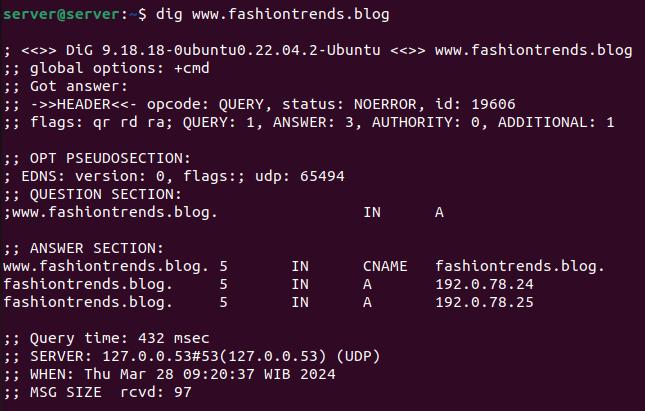 server@server:~$ dig www.fashiontrends.blog
; <<>> DiG 9.18.18-0ubuntu0.22.04.2-Ubuntu <<>> www.fashiontrends.blog
;; global options: +cmd
;; Got answer:
;; ->>HEADER<<- opcode: QUERY, status: NOERROR, id: 19606
;; flags: qr rd ra; QUERY: 1, ANSWER: 3, AUTHORITY: 0, ADDITIONAL: 1
;; OPT PSEUDOSECTION:
; EDNS: version: 0, flags:; udp: 65494
;; QUESTION SECTION:
;www.fashiontrends.blog. IN A
;; ANSWER SECTION:
www.fashiontrends.blog. 5 IN CNAME fashiontrends.blog.
fashiontrends.blog. 5 IN A 192.0.78.24
fashiontrends.blog. 5 IN A 192.0.78.25
;; Query time: 432 msec
;; SERVER: 127.0.0.53#53(127.0.0.53) (UDP)
;; WHEN: Thu Mar 28 09:20:37 WIB 2024
;; MSG SIZE rcvd: 97